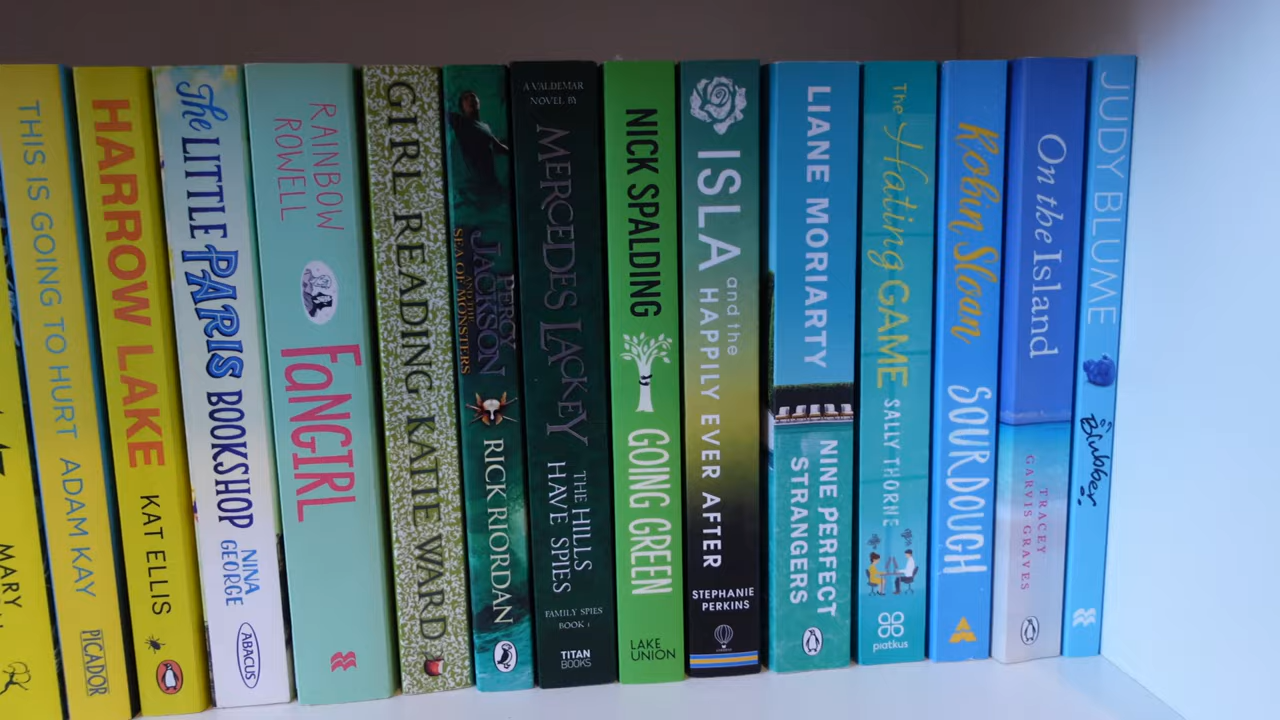 MARY
THIS IS GOING TO HURT ADAM KAY
PICADOR
HARROW LAKE
KAT ELLIS
The LITTLE PARIS BOOKSHOP
NINA
GEORGE
ABACUS
RAINBOW
ROWELL
FANGIRL
GIRL READING KATIE WARD
PERCY
JACKSON
AND THE
SEA OF MONSTERS
RICK RIORDAN
A VALDEMAR
NOVEL BY
MERCEDES LACKEY
THE HILLS
HAVE SPIES
FAMILY SPIES
BOOK 1
TITAN
BOOKS
NICK SPALDING
GOING GREEN
LAKE
UNION
ISLA and the
HAPPILY EVER AFTER
STEPHANIE
PERKINS
LIANE MORIARTY
NINE PERFECT
STRANGERS
The Hating GAME
SALLY THORNE
piatkus
Robin Sloan
SOURDOUGH
On the Island
TRACEY
GARVIS GRAVES
JUDY BLUME
Blubber